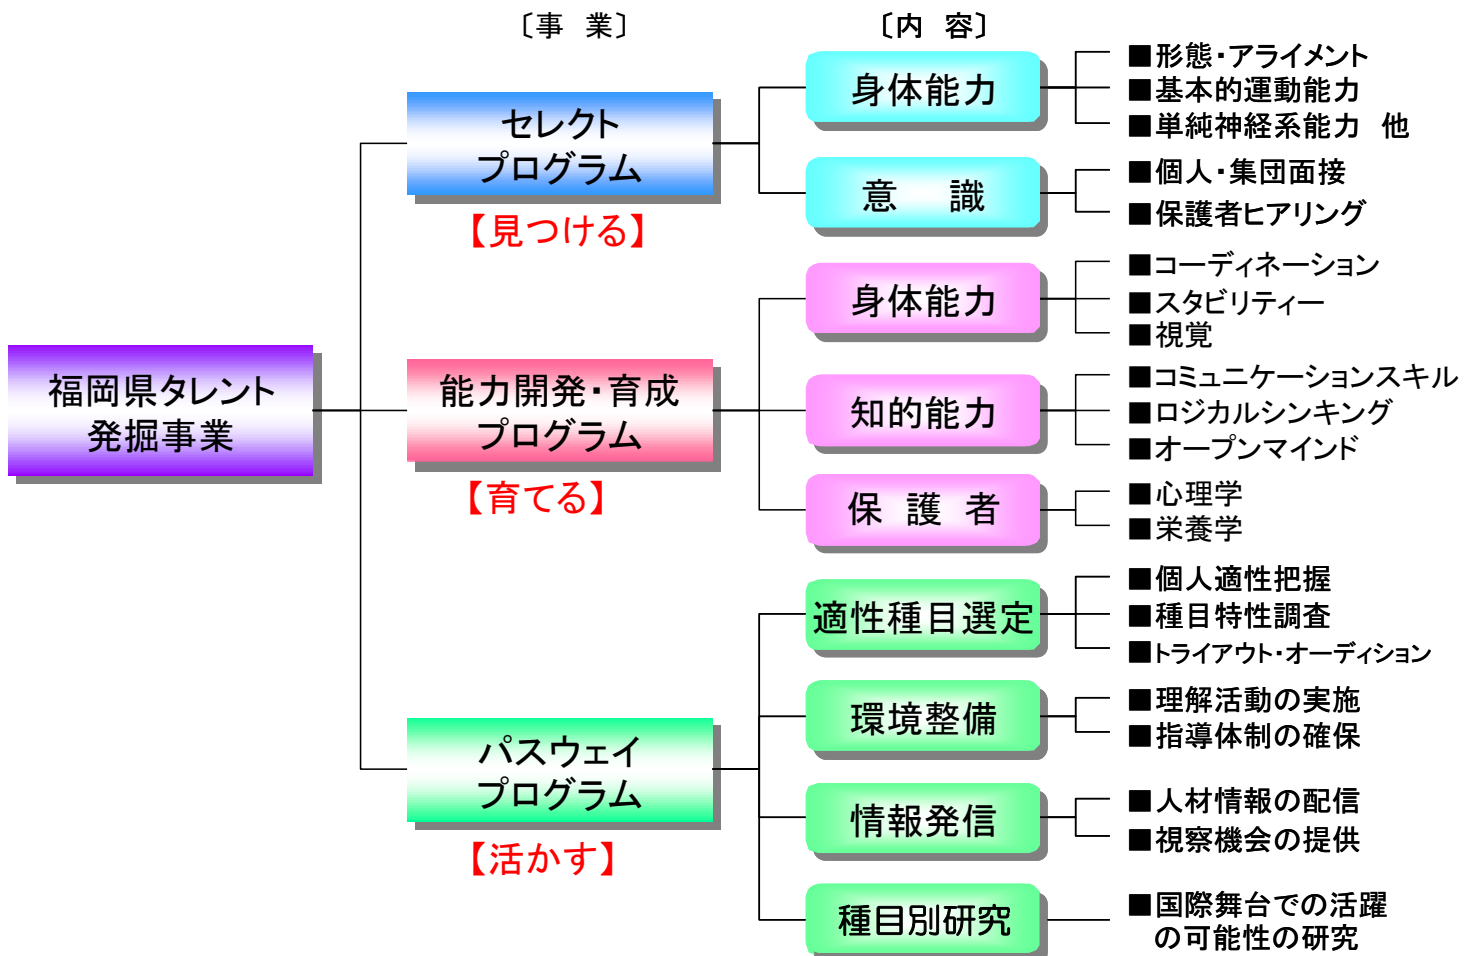 〔事　業〕
〔内　容〕
福岡県タレント
発掘事業
セレクト
プログラム
【見つける】
身体能力
■形態・アライメント
■基本的運動能力
■単純神経系能力　他
意　識
■個人・集団面接
■保護者ヒアリング
能力開発・育成
プログラム
【育てる】
身体能力
■コーディネーション
■スタビリティー
■視覚
知的能力
■コミュニケーションスキル
■ロジカルシンキング
■オープンマインド
保 護 者
■心理学
■栄養学
パスウェイ
プログラム
【活かす】
適性種目選定
■個人適性把握
■種目特性調査
■トライアウト・オーディション
環境整備
■理解活動の実施
■指導体制の確保
情報発信
■人材情報の配信
■視察機会の提供
種目別研究
■国際舞台での活躍
の可能性の研究